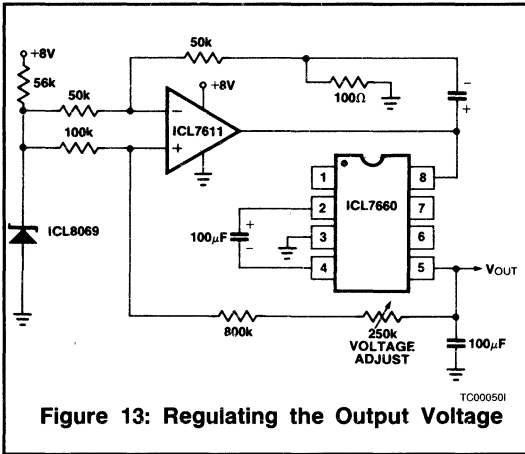 +8V
56k
50k
50k
100k
+8V
100Ω
−
+
−
+
ICL7611
ICL8069
1
2
3
4
8
7
6
5
ICL7660
100μF
+
−
VOUT
800k
250k
VOLTAGE
ADJUST
100μF
TC00050I
Figure 13: Regulating the Output Voltage